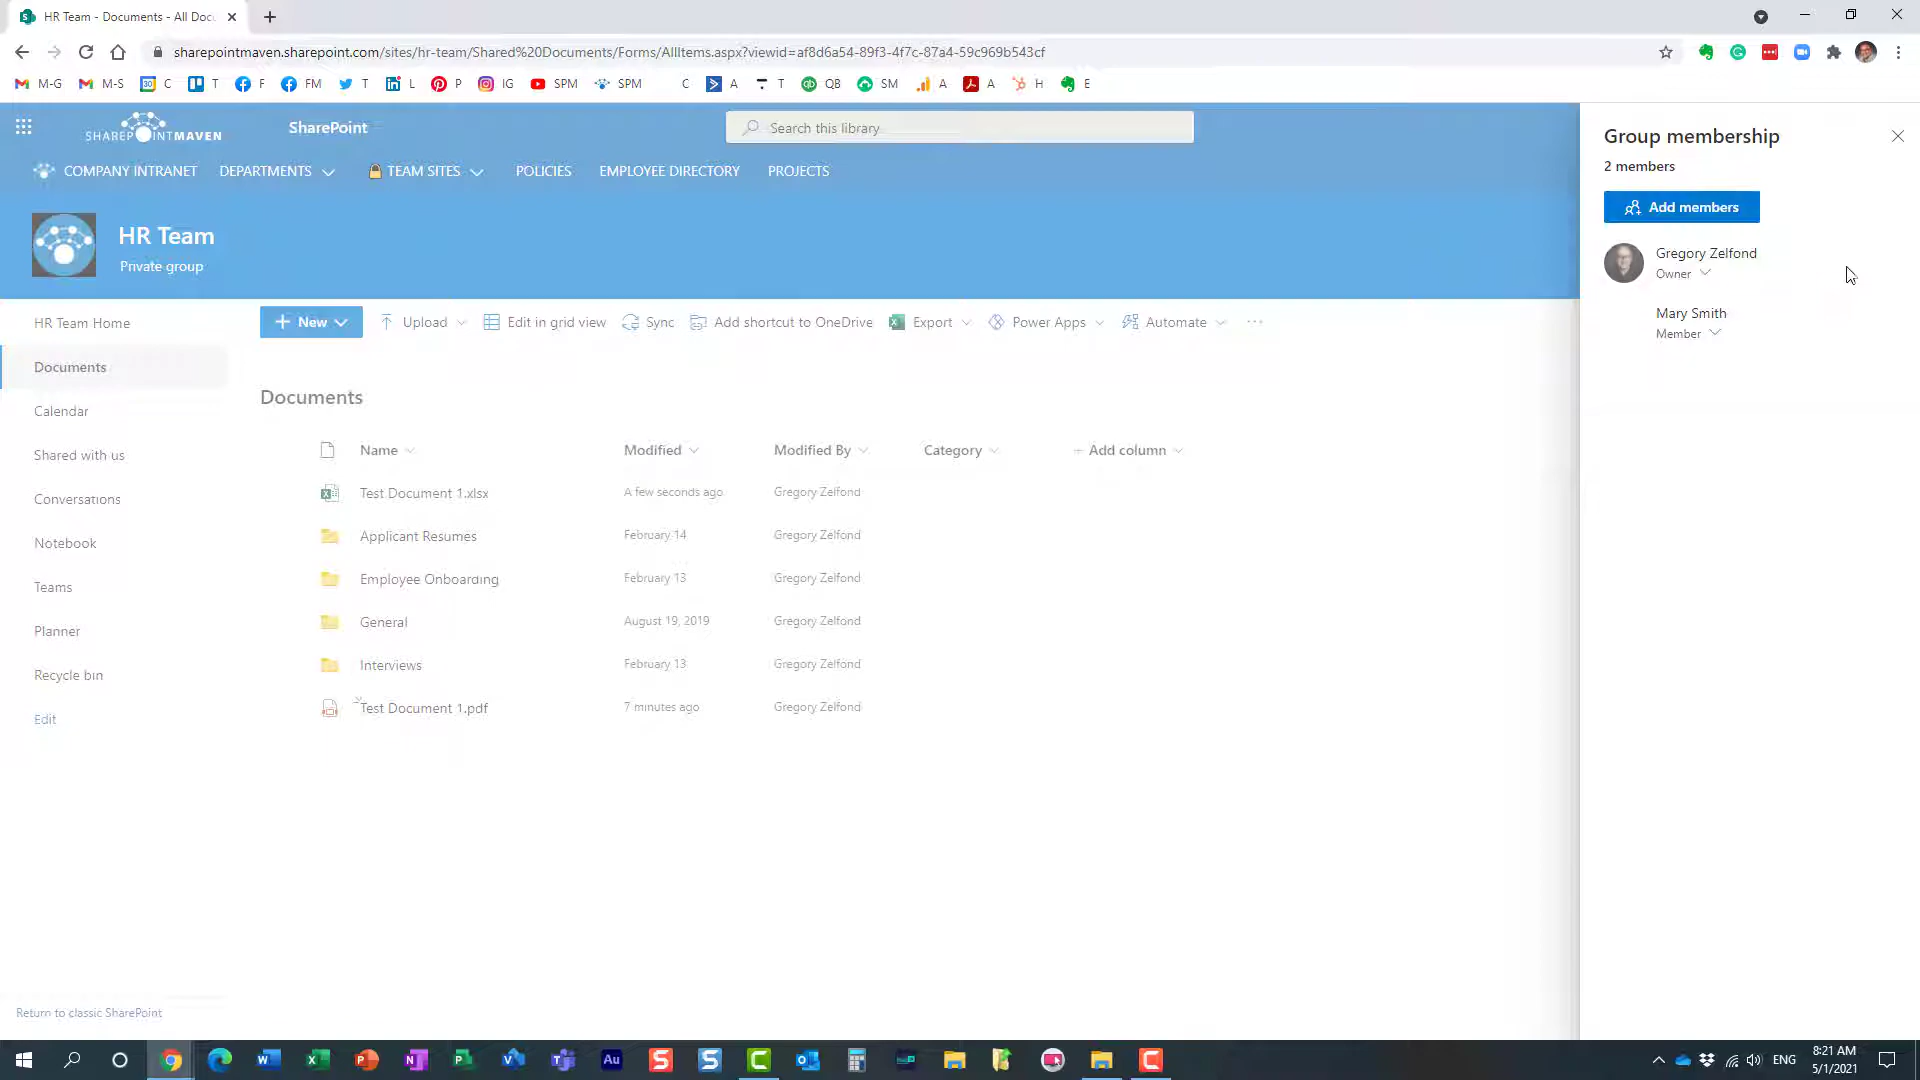 HR Team - Documents - All Doc
sharepointmaven.sharepoint.com/sites/hr-team/Shared%20Documents/Forms/AllItems.aspx?viewid=af8d6a54-89f3-4f7c-87a4-59c969b543cf
M-G M-S C T F FM T L P IG SPM SPM C A T QB SM A A H E
SHAREPOINTMAVEN SharePoint Search this library
COMPANY INTRANET DEPARTMENTS TEAM SITES POLICIES EMPLOYEE DIRECTORY PROJECTS
HR Team
Private group
HR Team Home
Documents
Calendar
Shared with us
Conversations
Notebook
Teams
Planner
Recycle bin
Edit
Return to classic SharePoint
New Upload Edit in grid view Sync Add shortcut to OneDrive Export Power Apps Automate ...
Documents
Name Modified Modified By Category + Add column
Test Document 1.xlsx A few seconds ago Gregory Zelfond
Applicant Resumes February 14 Gregory Zelfond
Employee Onboarding February 13 Gregory Zelfond
General August 19, 2019 Gregory Zelfond
Interviews February 13 Gregory Zelfond
Test Document 1.pdf 7 minutes ago Gregory Zelfond
Group membership
2 members
Add members
Gregory Zelfond
Owner
Mary Smith
Member
ENG
8:21 AM
5/1/2021